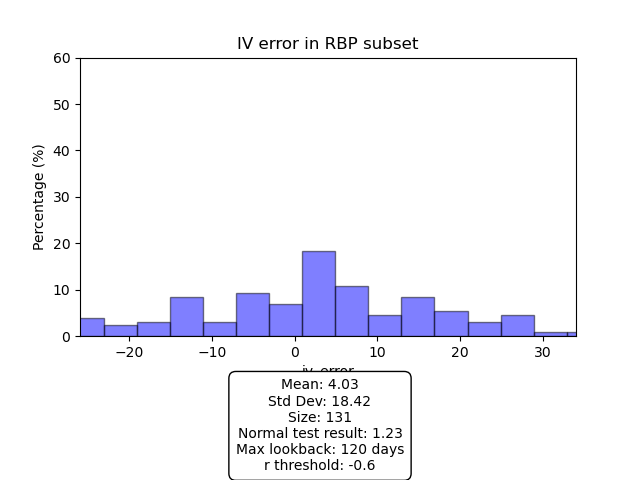 IV error in RBP subset
60
50
40
30
20
10
0
Percentage (%)
−20
−10
0
10
20
30
iv_error
Mean: 4.03
Std Dev: 18.42
Size: 131
Normal test result: 1.23
Max lookback: 120 days
r threshold: -0.6